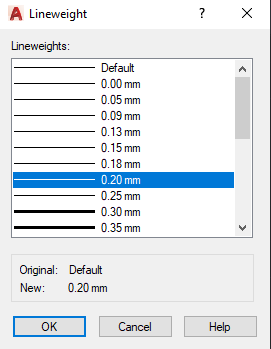 A Lineweight ? X
Lineweights:
Default
0.00 mm
0.05 mm
0.09 mm
0.13 mm
0.15 mm
0.18 mm
0.20 mm
0.25 mm
0.30 mm
0.35 mm
Original: Default
New: 0.20 mm
OK Cancel Help